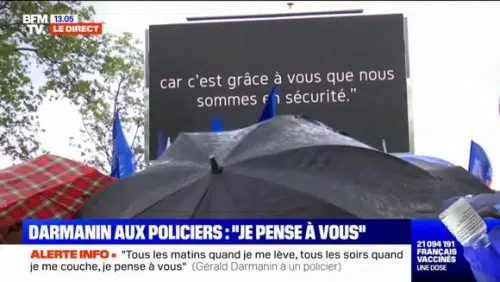 BFM
TV.
13.05
LE DIRECT
car c'est grâce à vous que nous
sommes en sécurité."
DARMANIN AUX POLICIERS : "JE PENSE À VOUS"
ALERTE INFO "Tous les matins quand je me lève, tous les soirs quand
je me couche, je pense à vous" (Gérald Darmanin à un policier)
21 094 191
FRANÇAIS
VACCINÉS
UNE DOSE